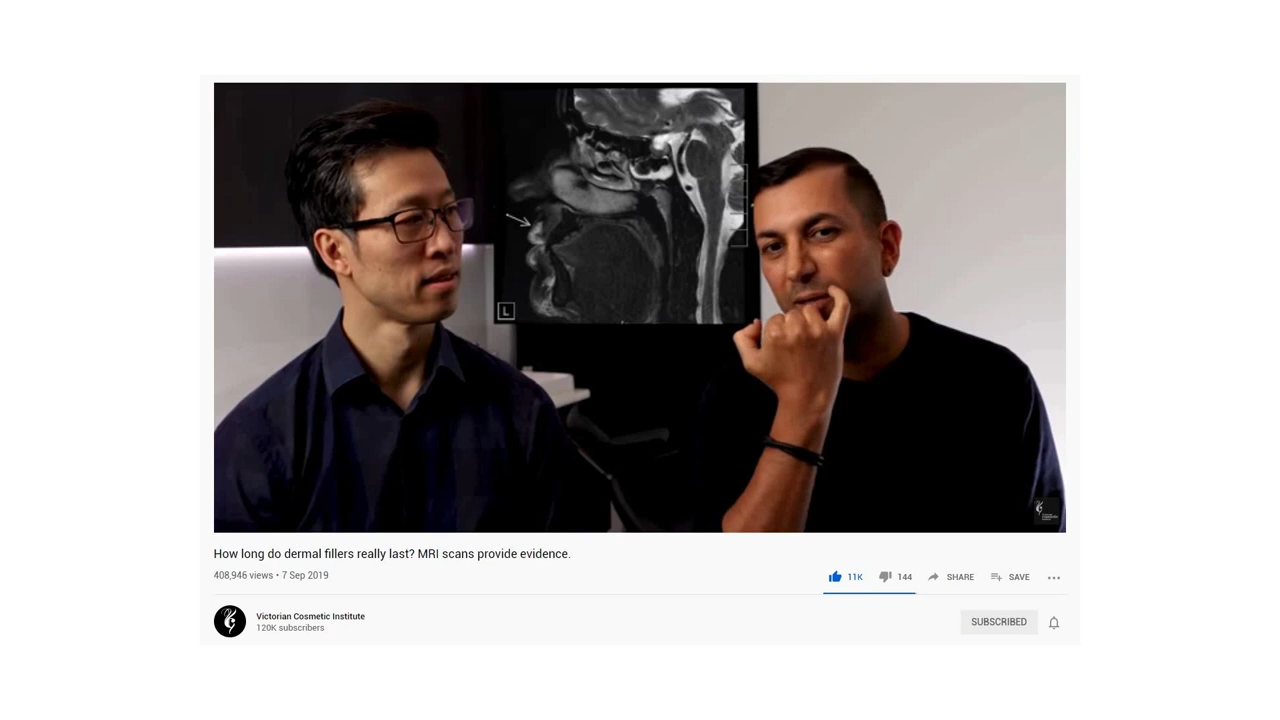 L
How long do dermal fillers really last? MRI scans provide evidence.
408,946 views • 7 Sep 2019
11K 144 SHARE SAVE
Victorian Cosmetic Institute
120K subscribers
SUBSCRIBED